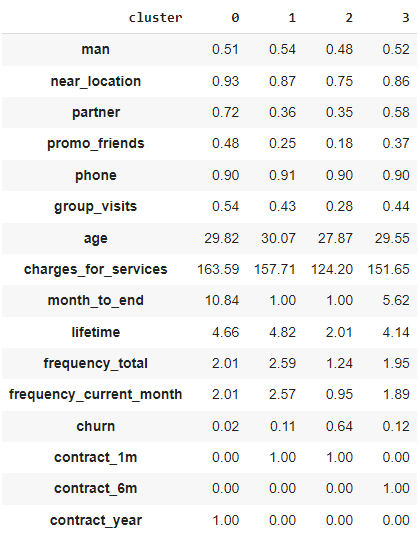 cluster 0 1 2 3
man 0.51 0.54 0.48 0.52
near_location 0.93 0.87 0.75 0.86
partner 0.72 0.36 0.35 0.58
promo_friends 0.48 0.25 0.18 0.37
phone 0.90 0.91 0.90 0.90
group_visits 0.54 0.43 0.28 0.44
age 29.82 30.07 27.87 29.55
charges_for_services 163.59 157.71 124.20 151.65
month_to_end 10.84 1.00 1.00 5.62
lifetime 4.66 4.82 2.01 4.14
frequency_total 2.01 2.59 1.24 1.95
frequency_current_month 2.01 2.57 0.95 1.89
churn 0.02 0.11 0.64 0.12
contract_1m 0.00 1.00 1.00 0.00
contract_6m 0.00 0.00 0.00 1.00
contract_year 1.00 0.00 0.00 0.00